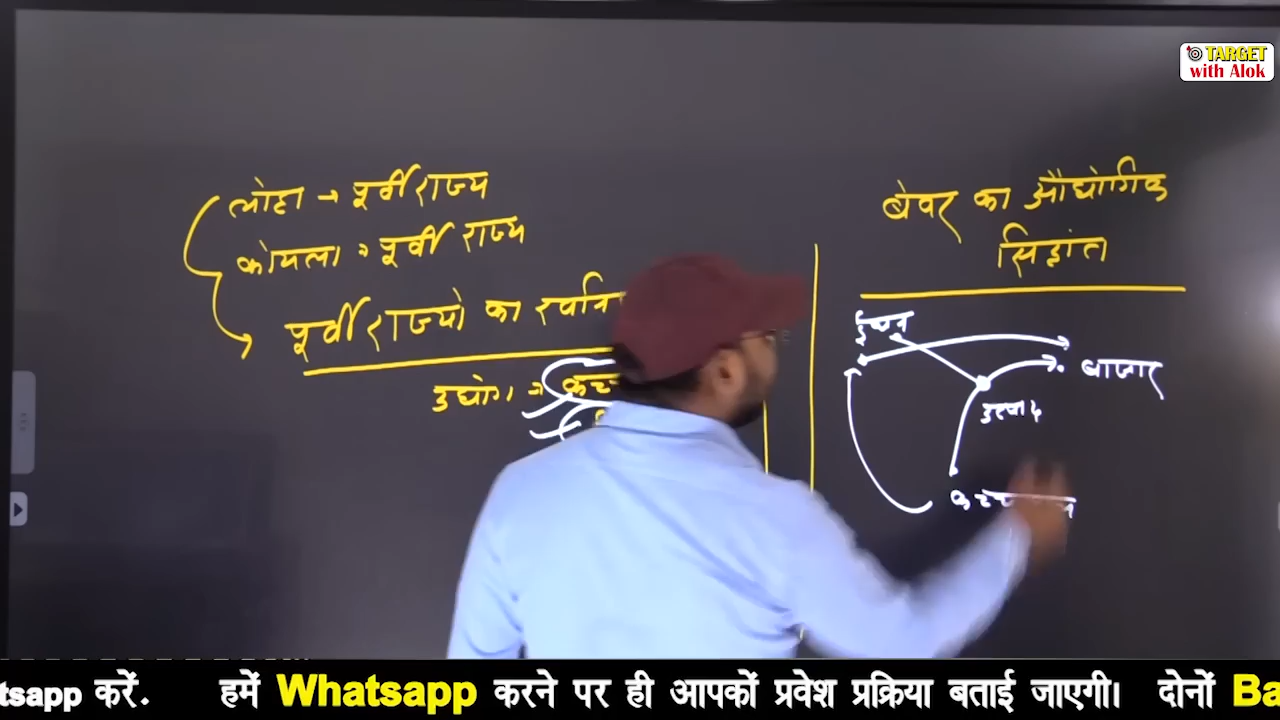 TARGET
with Alok
लोहा → पूर्वी राज्य
कोयला → पूर्वी राज्य
पूर्वी राज्यो का
उद्योग →
बेवर का औद्योगिक
सिद्धांत
ईंधन
बाजार
उत्पाद
tsapp करें. हमें Whatsapp करने पर ही आपकों प्रवेश प्रक्रिया बताई जाएगी। दोनों Ba